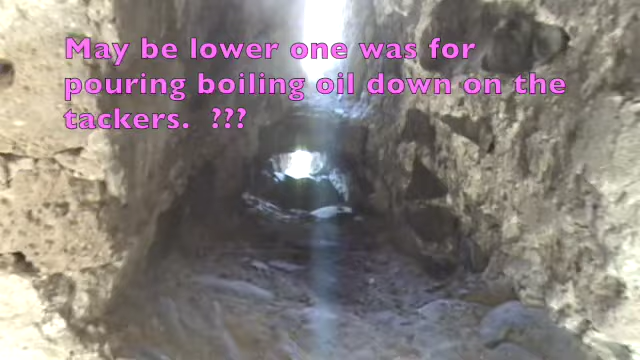 May be lower one was for
pouring boiling oil down on the
tackers.  ???